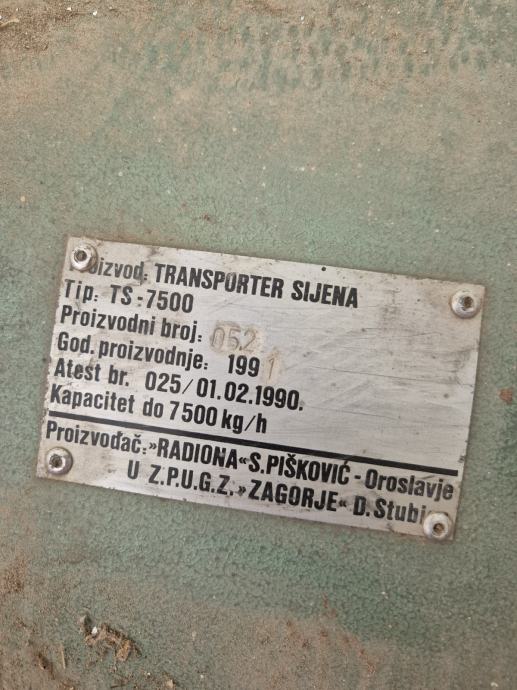 Proizvod: TRANSPORTER SIJENA
Tip: TS-7500
Proizvodni broj: 052
God. proizvodnje: 1991
Atest br. 025/01.02.1990.
Kapacitet do 7500 kg/h
Proizvođač: »RADIONA« S.PIŠKOVIĆ - Oroslavje
U Z.P.U.G.Z. »ZAGORJE« D. Stubi